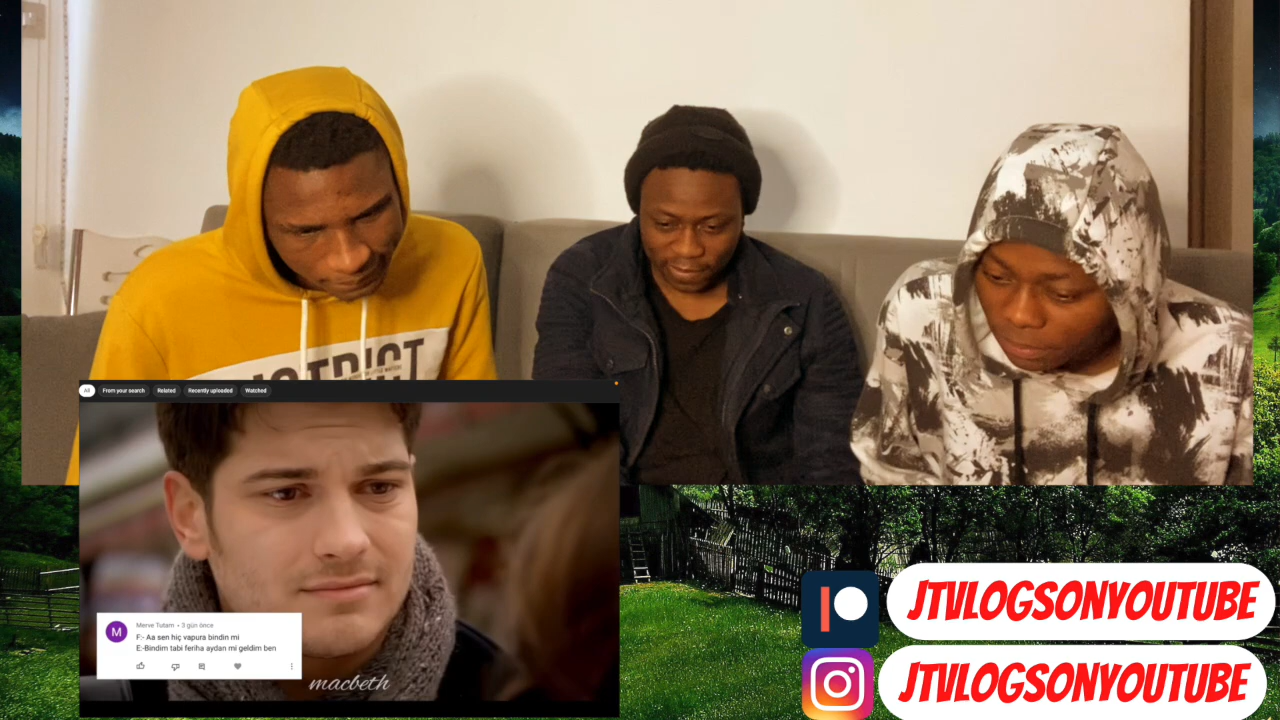 DISTRICT
All From your search Related Recently uploaded Watched
M
Merve Tutam • 3 gün önce
F:- Aa sen hiç vapura bindin mi
E:-Bindim tabi feriha aydan mi geldim ben
macbeth
JTVLOGSONYOUTUBE
JTVLOGSONYOUTUBE